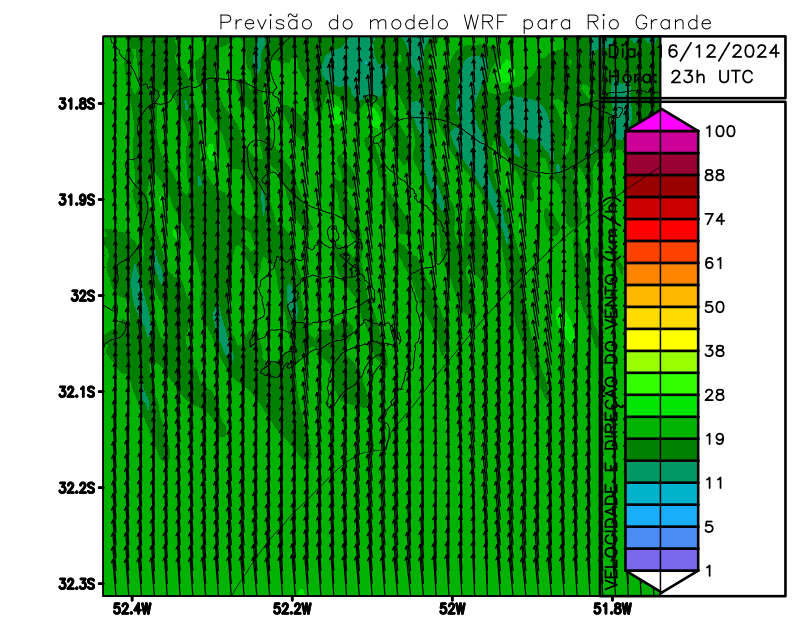 Previsão do modelo WRF para Rio Grande
Dia: 16/12/2024
Hora: 23h UTC
31.8S
31.9S
32S
32.1S
32.2S
32.3S
52.4W
52.2W
52W
51.8W
VELOCIDADE E DIREÇÃO DO VENTO (km/h)
100
88
74
61
50
38
28
19
11
5
1